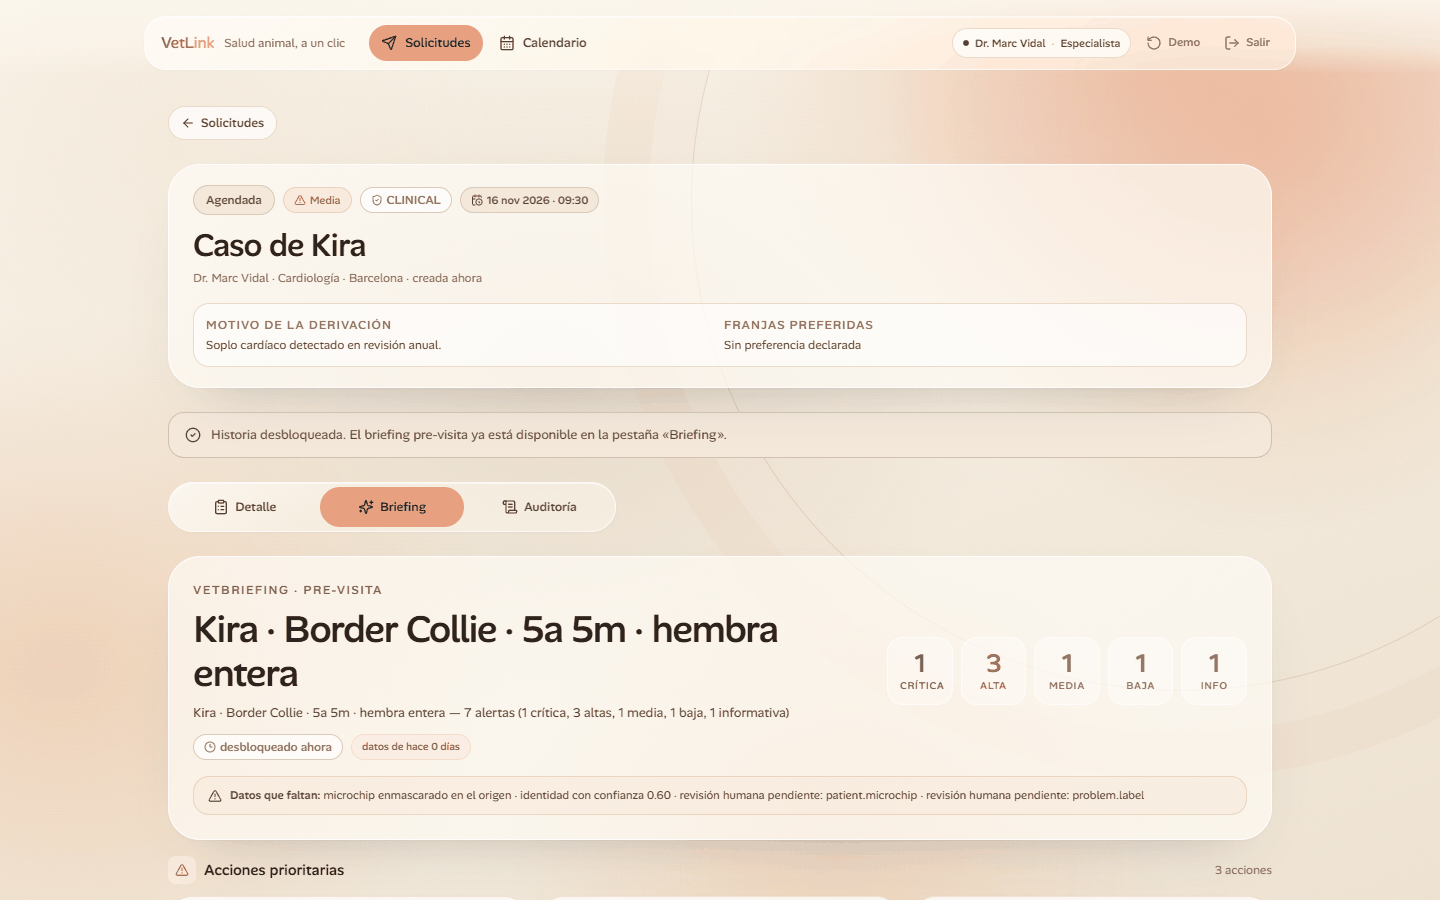 VetLink Salud animal, a un clic Solicitudes Calendario Dr. Marc Vidal · Especialista Demo Salir
Solicitudes
Agendada Media CLINICAL 16 nov 2026 · 09:30
Caso de Kira
Dr. Marc Vidal · Cardiología · Barcelona · creada ahora
MOTIVO DE LA DERIVACIÓN
Soplo cardíaco detectado en revisión anual.
FRANJAS PREFERIDAS
Sin preferencia declarada
Historia desbloqueada. El briefing pre-visita ya está disponible en la pestaña «Briefing».
Detalle Briefing Auditoría
VETBRIEFING · PRE-VISITA
Kira · Border Collie · 5a 5m · hembra
entera
Kira · Border Collie · 5a 5m · hembra entera — 7 alertas (1 crítica, 3 altas, 1 media, 1 baja, 1 informativa)
desbloqueado ahora datos de hace 0 días
1 3 1 1 1
CRÍTICA ALTA MEDIA BAJA INFO
Datos que faltan: microchip enmascarado en el origen · identidad con confianza 0.60 · revisión humana pendiente: patient.microchip · revisión humana pendiente: problem.label
Acciones prioritarias 3 acciones